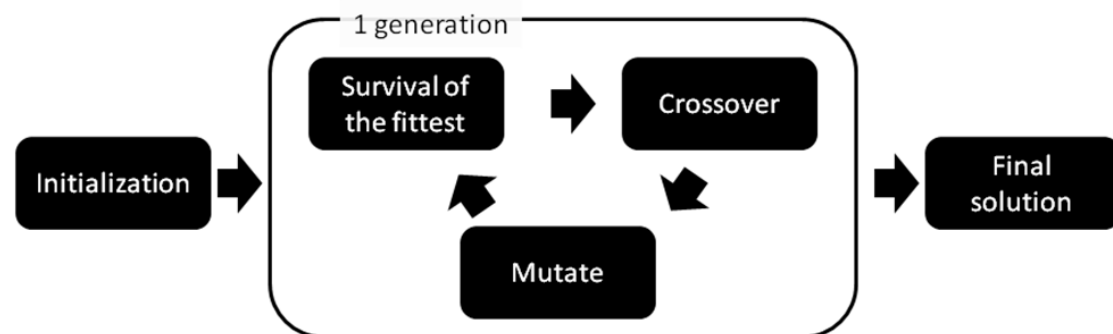 1 generation
Initialization
Survival of
the fittest
Crossover
Mutate
Final
solution